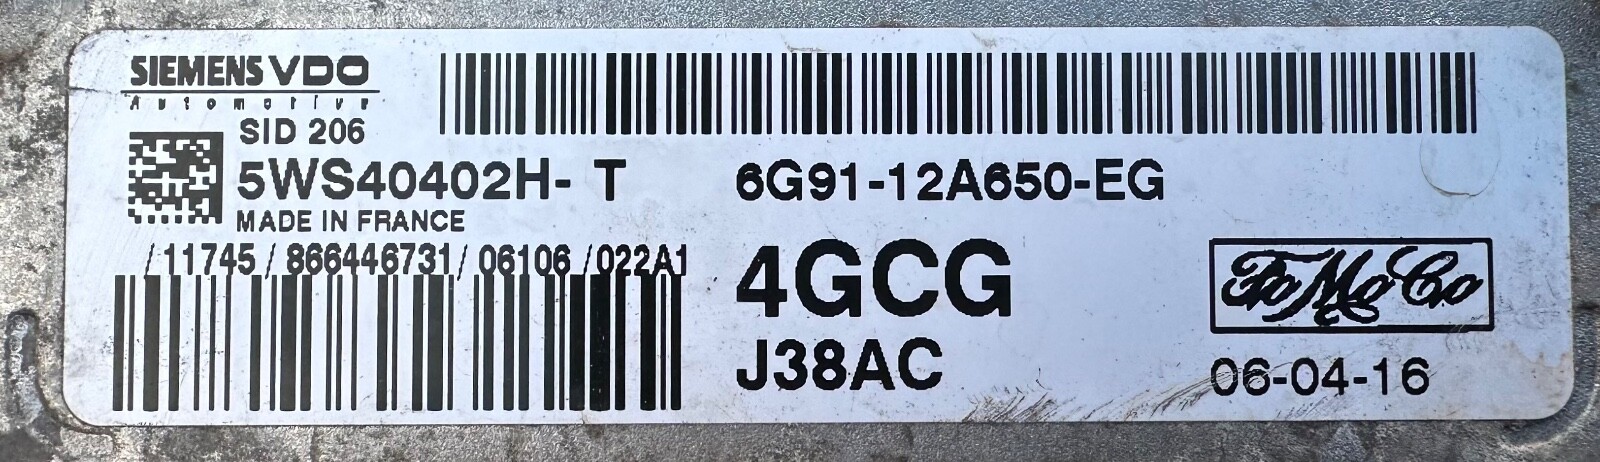 SIEMENS VDO
Automotive
SID 206
5WS40402H- T
MADE IN FRANCE
/11745/866446731/06106/022A1
6G91-12A650-EG
4GCG
J38AC
FoMoCo
06-04-16